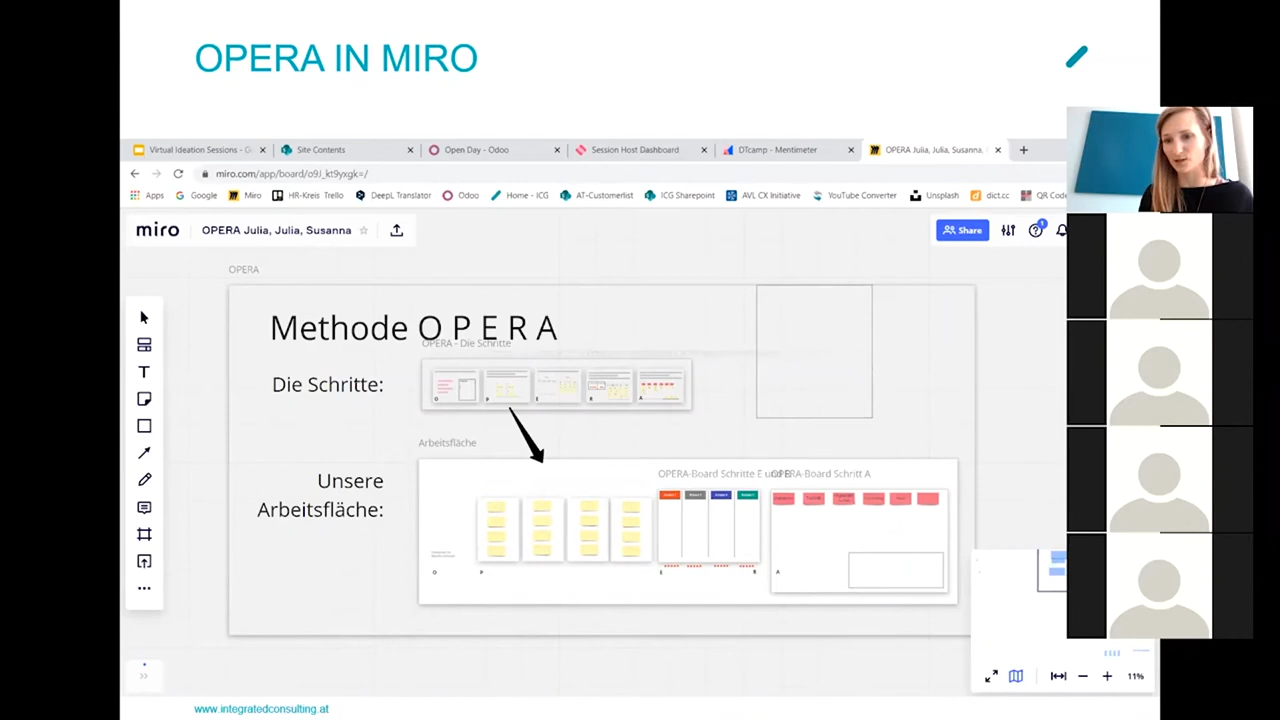 OPERA IN MIRO
Virtual Ideation Sessions - G
Site Contents
Open Day - Odoo
Session Host Dashboard
DTcamp - Mentimeter
OPERA Julia, Julia, Susanna,
miro.com/app/board/o9J_kt9yxgk=/
Apps
Google
Miro
HR-Kreis Trello
DeepL Translator
Odoo
Home - ICG
AT-Customerlist
ICG Sharepoint
AVL CX Initiative
YouTube Converter
Unsplash
dict.cc
QR Code
miro
OPERA Julia, Julia, Susanna
Share
1
OPERA
Methode O P E R A
OPERA - Die Schritte
Die Schritte:
O
P
E
R
A
Arbeitsfläche
Unsere
Arbeitsfläche:
OPERA-Board Schritte E und
OPERA-Board Schritt A
O
P
E
R
A
11%
www.integratedconsulting.at